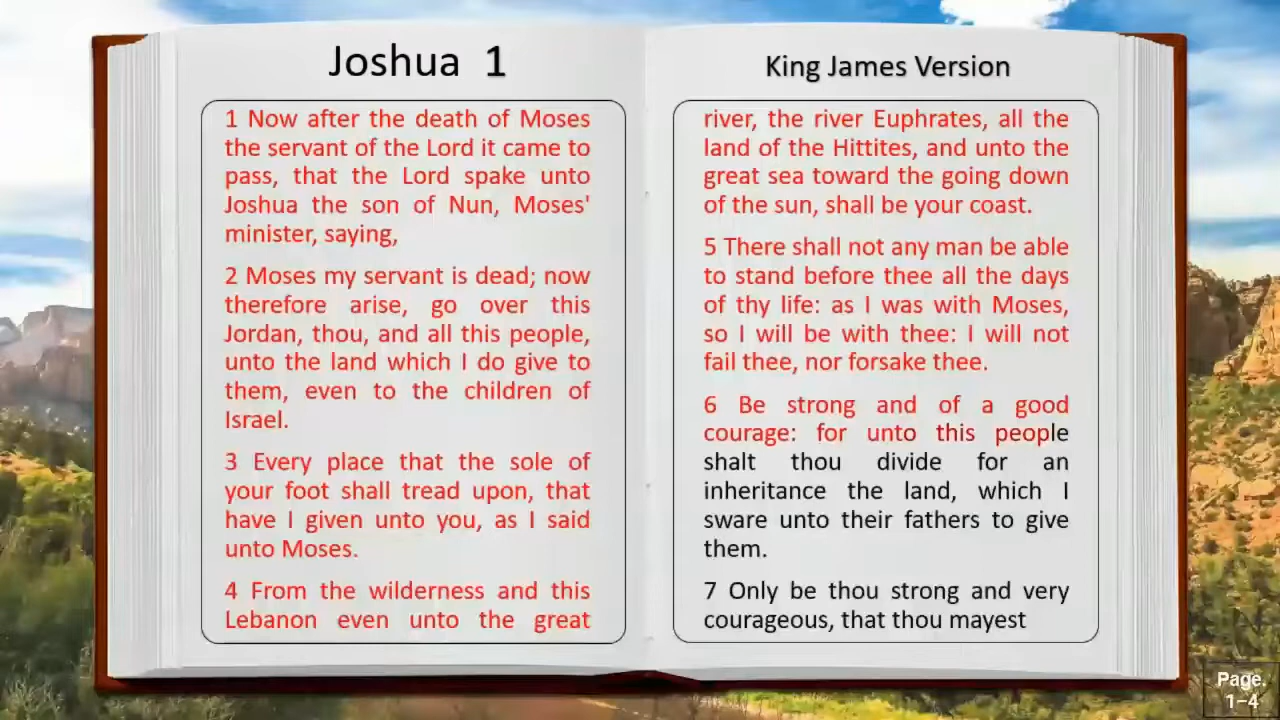 Joshua 1
1 Now after the death of Moses
the servant of the Lord it came to
pass, that the Lord spake unto
Joshua the son of Nun, Moses'
minister, saying,
2 Moses my servant is dead; now
therefore arise, go over this
Jordan, thou, and all this people,
unto the land which I do give to
them, even to the children of
Israel.
3 Every place that the sole of
your foot shall tread upon, that
have I given unto you, as I said
unto Moses.
4 From the wilderness and this
Lebanon even unto the great
King James Version
river, the river Euphrates, all the
land of the Hittites, and unto the
great sea toward the going down
of the sun, shall be your coast.
5 There shall not any man be able
to stand before thee all the days
of thy life: as I was with Moses,
so I will be with thee: I will not
fail thee, nor forsake thee.
6 Be strong and of a good
courage: for unto this people
shalt thou divide for an
inheritance the land, which I
sware unto their fathers to give
them.
7 Only be thou strong and very
courageous, that thou mayest
Page.
1-4